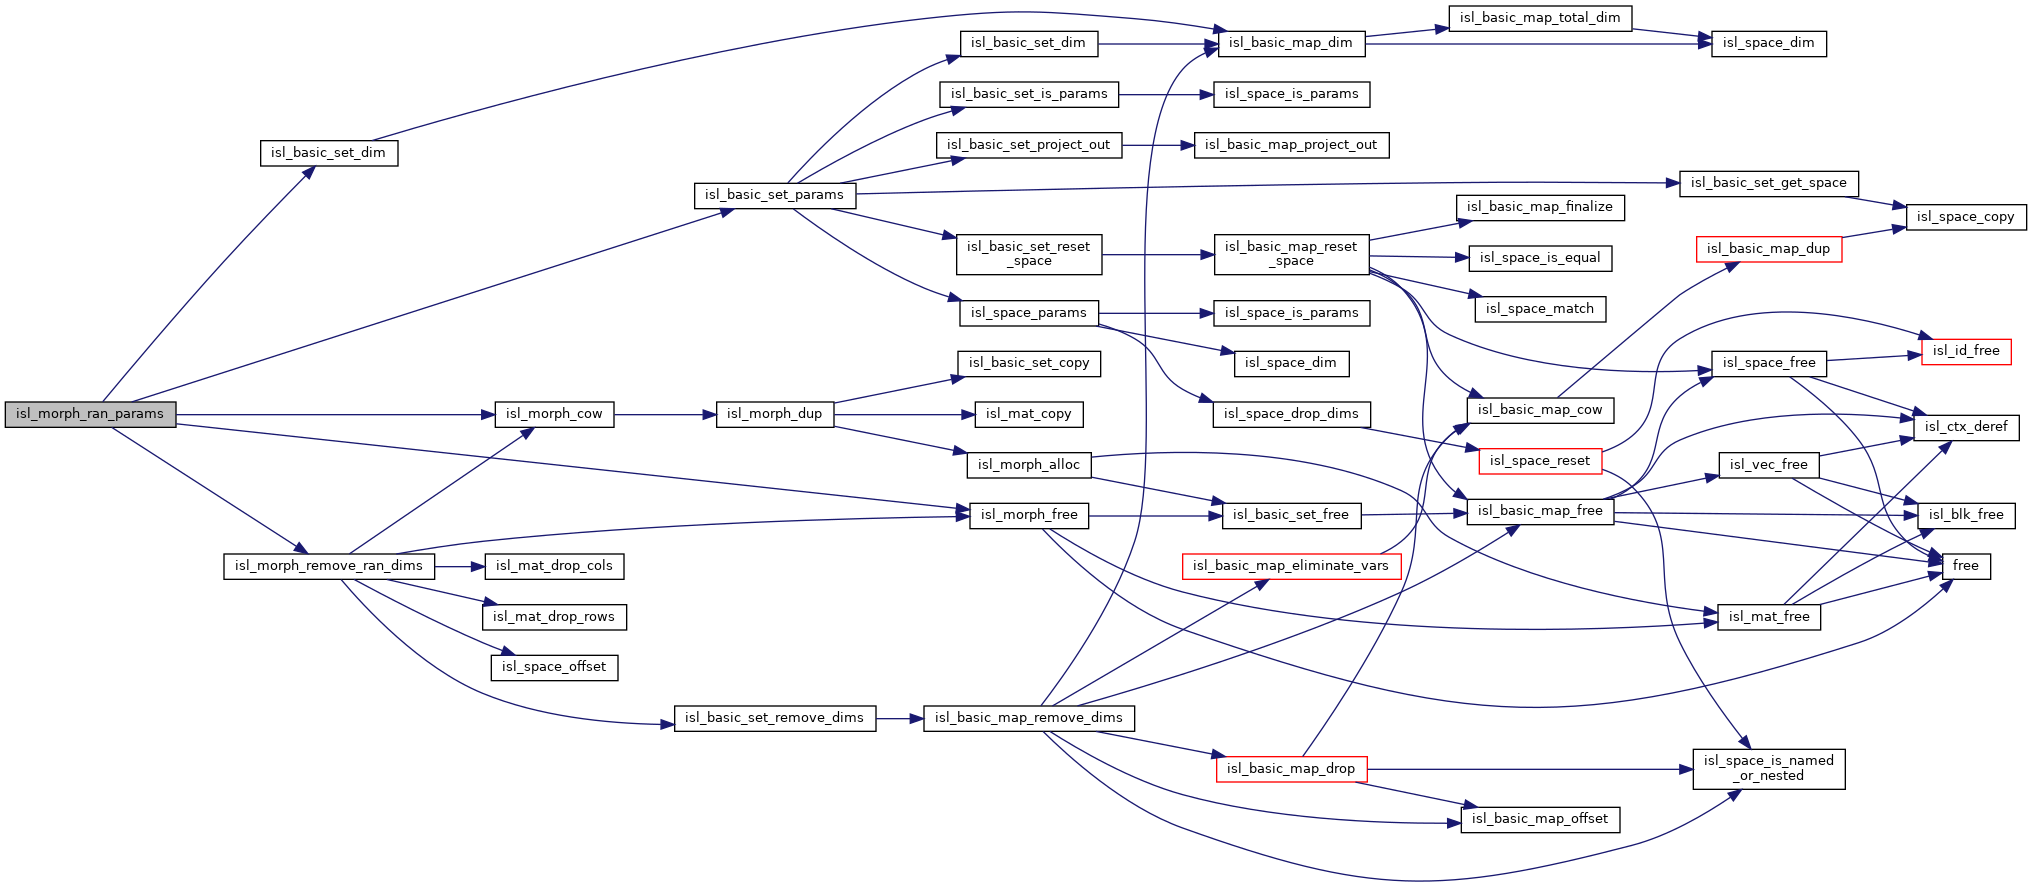 isl_morph_ran_params
isl_basic_set_dim
isl_morph_remove_ran_dims
isl_morph_cow
isl_mat_drop_cols
isl_mat_drop_rows
isl_space_offset
isl_basic_set_params
isl_morph_dup
isl_basic_set_remove_dims
isl_basic_set_dim
isl_basic_set_is_params
isl_basic_set_project_out
isl_basic_set_reset
_space
isl_space_params
isl_basic_set_copy
isl_mat_copy
isl_morph_alloc
isl_morph_free
isl_basic_map_remove_dims
isl_basic_map_dim
isl_space_is_params
isl_basic_map_project_out
isl_basic_map_reset
_space
isl_space_is_params
isl_space_dim
isl_space_drop_dims
isl_basic_set_free
isl_basic_map_eliminate_vars
isl_basic_map_drop
isl_basic_map_total_dim
isl_basic_map_finalize
isl_space_is_equal
isl_space_match
isl_basic_map_cow
isl_space_reset
isl_basic_map_free
isl_basic_map_offset
isl_space_dim
isl_basic_set_get_space
isl_basic_map_dup
isl_space_free
isl_vec_free
isl_mat_free
isl_space_is_named
_or_nested
isl_space_copy
isl_id_free
isl_ctx_deref
isl_blk_free
free